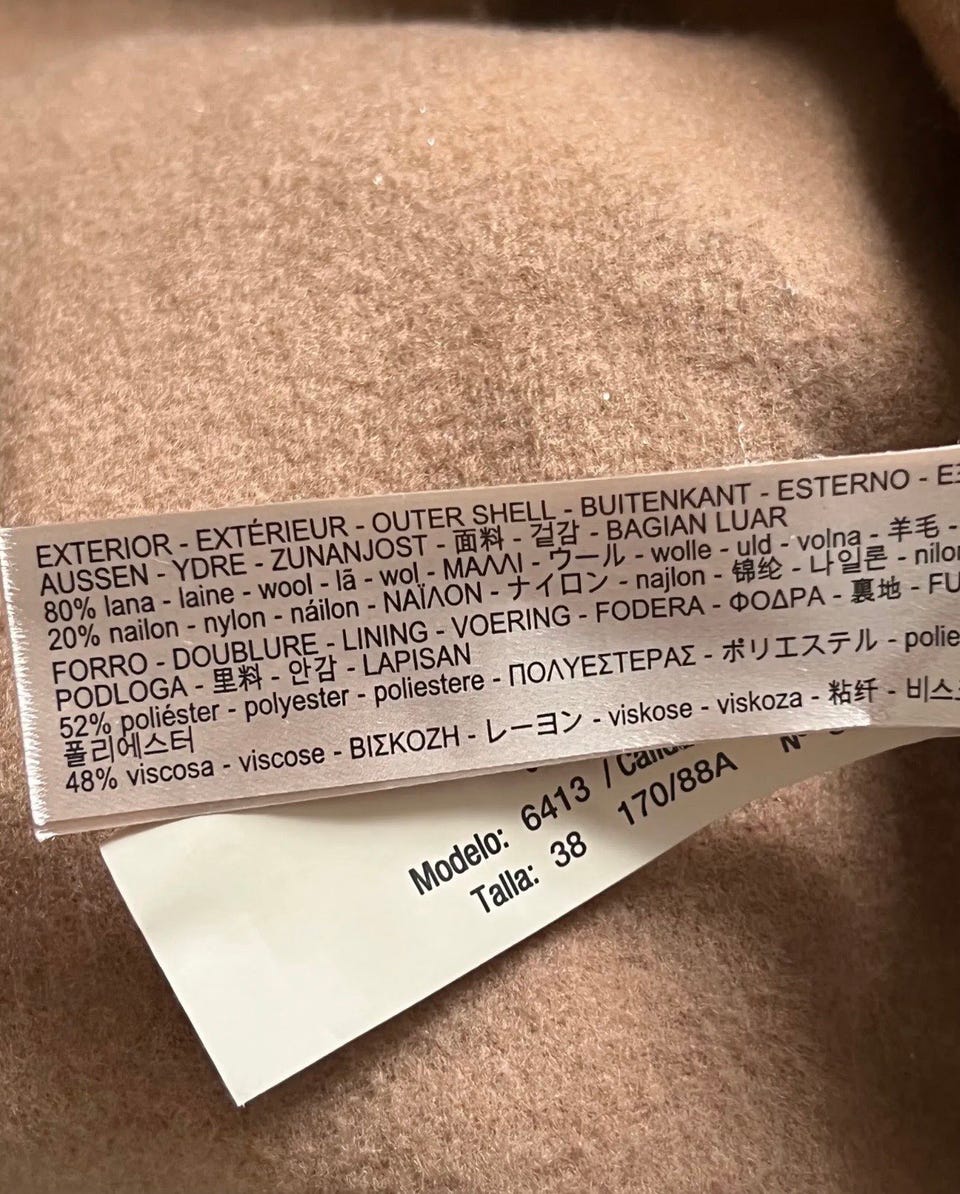 EXTERIOR - EXTÉRIEUR - OUTER SHELL - BUITENKANT - ESTERNO -
AUSSEN - YDRE - ZUNANJOST - 面料 - 겉감 - BAGIAN LUAR
80% lana - laine - wool - lã - wol - ΜΑΛΛΙ - ウール - wolle - uld - volna - 羊毛 -
20% nailon - nylon - náilon - ΝΑΪΛΟΝ - ナイロン - najlon - 锦纶 - 나일론 -
FORRO - DOUBLURE - LINING - VOERING - FODERA - ΦΟΔΡΑ - 裏地 -
PODLOGA - 里料 - 안감 - LAPISAN
52% poliéster - polyester - poliestere - ΠΟΛΥΕΣΤΕΡΑΣ - ポリエステル -
폴리에스터
48% viscosa - viscose - ΒΙΣΚΟΖΗ - レーヨン - viskose - viskoza - 粘纤 -
Modelo: 6413 /
Talla: 38 170/88A